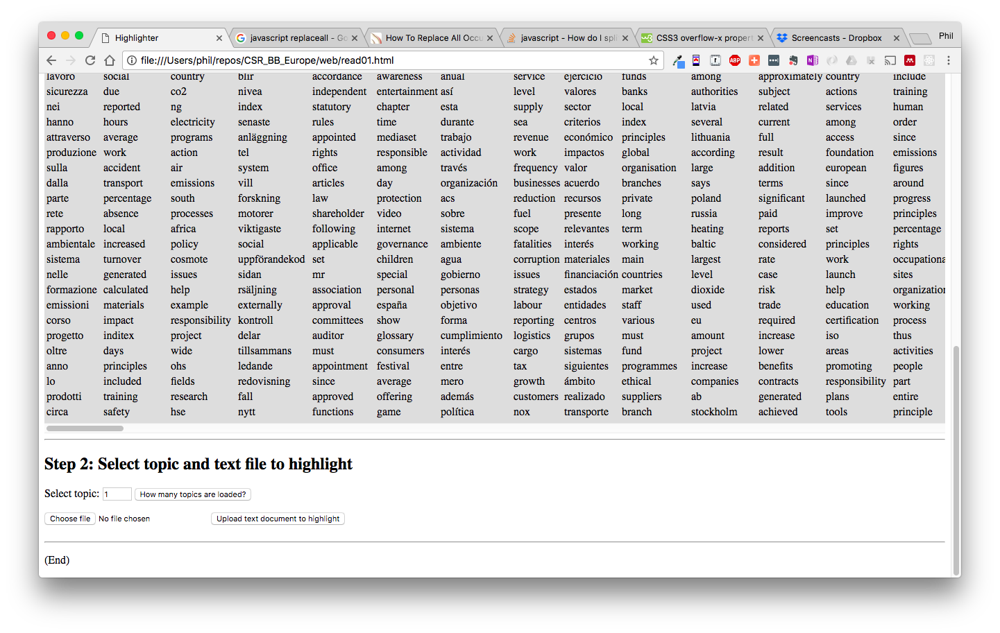 Highlighter
javascript replaceall - Go
How To Replace All Occu
javascript - How do I spli
CSS3 overflow-x propert
Screencasts - Dropbox
Phil
file:///Users/phil/repos/CSR_BB_Europe/web/read01.html
lavoro social country blir accordance awareness anual service ejercicio funds among approximately country include
sicurezza due co2 nivea independent entertainment así level valores banks authorities subject actions training
nei reported ng index statutory chapter esta supply sector local latvia related services human
hanno hours electricity senaste rules time durante sea criterios index several current among order
attraverso average programs anläggning appointed mediaset trabajo revenue económico principles lithuania full access since
produzione work action tel rights responsible actividad work impactos global according result foundation emissions
sulla accident air system office among través frequency valor organisation large addition european figures
dalla transport emissions vill articles day organización businesses acuerdo branches says terms since around
parte percentage south forskning law protection acs reduction recursos private poland significant launched progress
rete absence processes motorer shareholder video sobre fuel presente long russia paid improve principles
rapporto local africa viktigaste following internet sistema scope relevantes term heating reports set percentage
ambientale increased policy social applicable governance ambiente fatalities interés working baltic considered principles rights
sistema turnover cosmote uppförandekod set children agua corruption materiales main largest rate work occupationa
nelle generated issues sidan mr special gobierno issues financiación countries level case launch sites
formazione calculated help rsäljning association personal personas strategy estados market dioxide risk help organization
emissioni materials example externally approval españa objetivo labour entidades staff used trade education working
corso impact responsibility kontroll committees show forma reporting centros various eu required certification process
progetto inditex project delar auditor glossary cumplimiento logistics grupos must amount increase iso thus
oltre days wide tillsammans must consumers interés cargo sistemas fund project lower areas activities
anno principles ohs ledande appointment festival entre tax siguientes programmes increase benefits promoting people
lo included fields redovisning since average mero growth ámbito ethical companies contracts responsibility part
prodotti training research fall approved offering además customers realizado suppliers ab generated plans entire
circa safety hse nytt functions game política nox transporte branch stockholm achieved tools principle
Step 2: Select topic and text file to highlight
Select topic: 1 How many topics are loaded?
Choose file No file chosen Upload text document to highlight
(End)